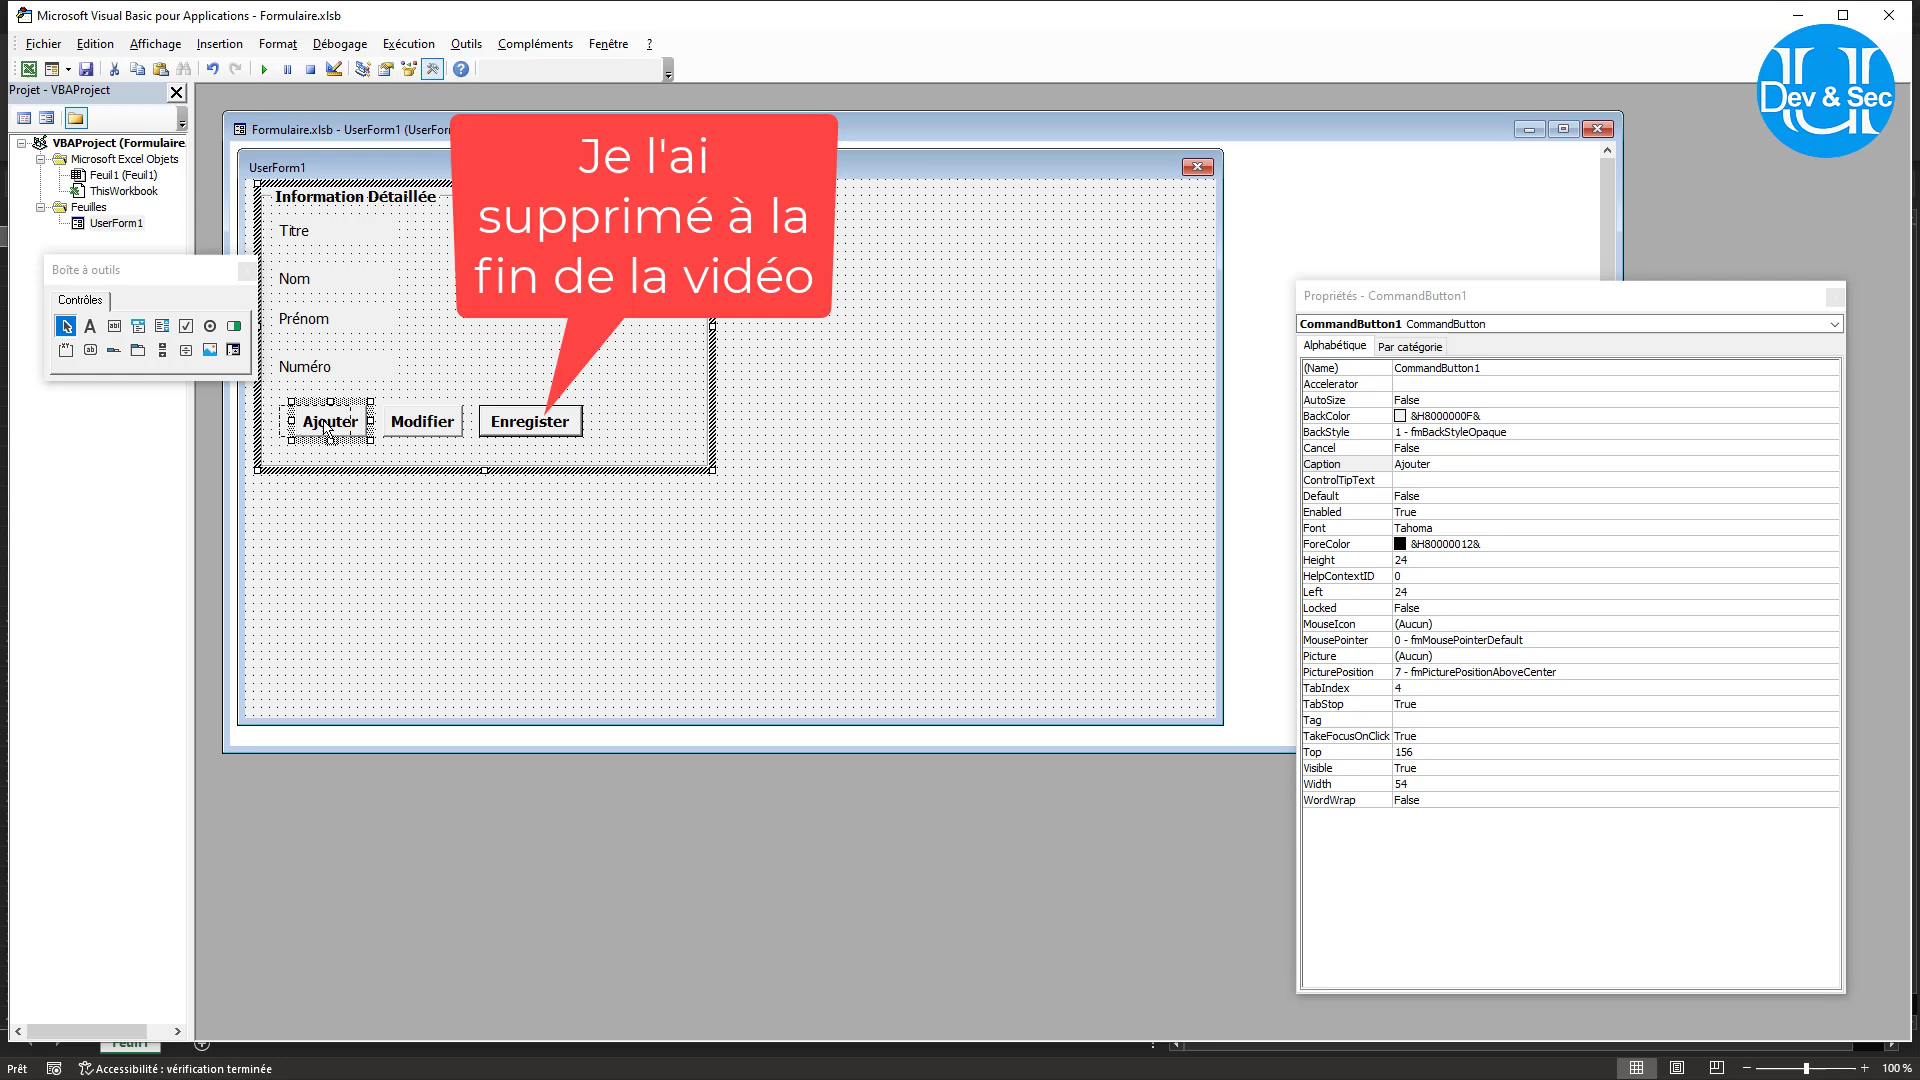 Microsoft Visual Basic pour Applications - Formulaire.xlsb
Fichier Edition Affichage Insertion Format Débogage Exécution Outils Compléments Fenêtre ?
Projet - VBAProject
VBAProject (Formulaire.
Microsoft Excel Objets
Feuil1 (Feuil1)
ThisWorkbook
Feuilles
UserForm1
Boîte à outils
Contrôles
Formulaire.xlsb - UserForm1 (UserForm
UserForm1
Information Détaillée
Titre
Nom
Prénom
Numéro
Ajouter Modifier Enregister
Je l'ai
supprimé à la
fin de la vidéo
Dev & Sec
Propriétés - CommandButton1
CommandButton1 CommandButton
Alphabétique Par catégorie
(Name) CommandButton1
Accelerator
AutoSize False
BackColor &H8000000F&
BackStyle 1 - fmBackStyleOpaque
Cancel False
Caption Ajouter
ControlTipText
Default False
Enabled True
Font Tahoma
ForeColor &H80000012&
Height 24
HelpContextID 0
Left 24
Locked False
MouseIcon (Aucun)
MousePointer 0 - fmMousePointerDefault
Picture (Aucun)
PicturePosition 7 - fmPicturePositionAboveCenter
TabIndex 4
TabStop True
Tag
TakeFocusOnClick True
Top 156
Visible True
Width 54
WordWrap False
Feuil1
Prêt Accessibilité : vérification terminée 100 %